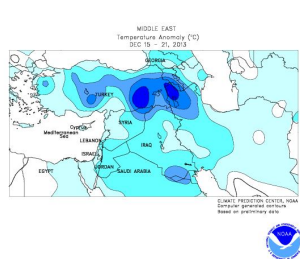 MIDDLE EAST
Temperature Anomaly (°C)
DEC 15 - 21, 2013
GEORGIA
TURKEY
Cyprus
Mediterranean
Sea
SYRIA
LEBANON
IRAQ
ISRAEL
JORDAN
EGYPT
SAUDI ARABIA
CLIMATE PREDICTION CENTER, NOAA
Computer generated contours
Based on preliminary data
NOAA